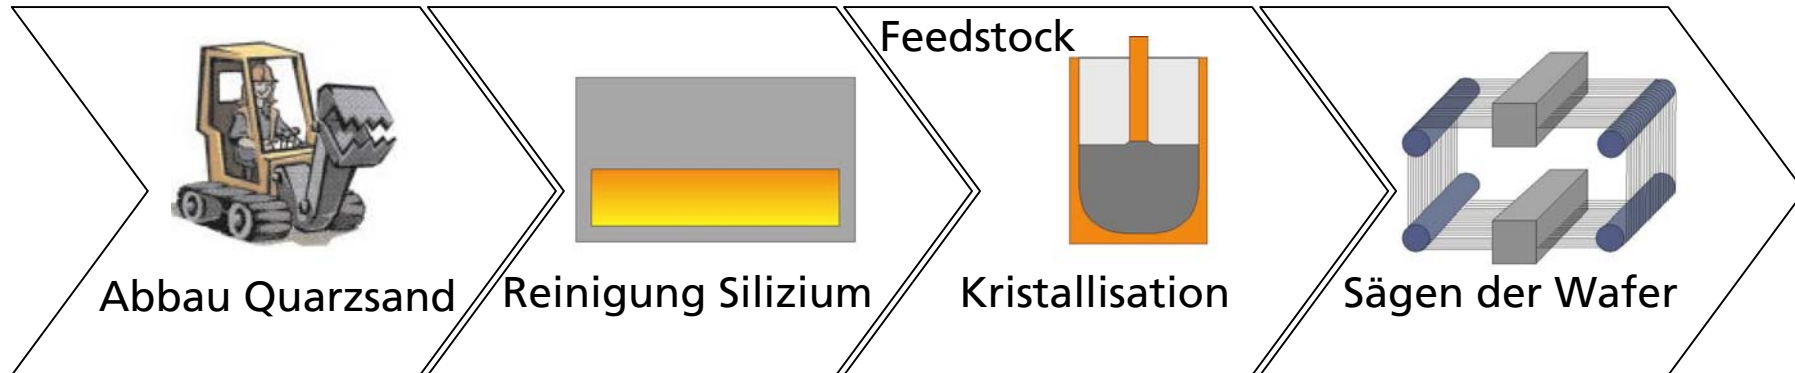 Feedstock
Abbau Quarzsand
Reinigung Silizium
Kristallisation
Sägen der Wafer